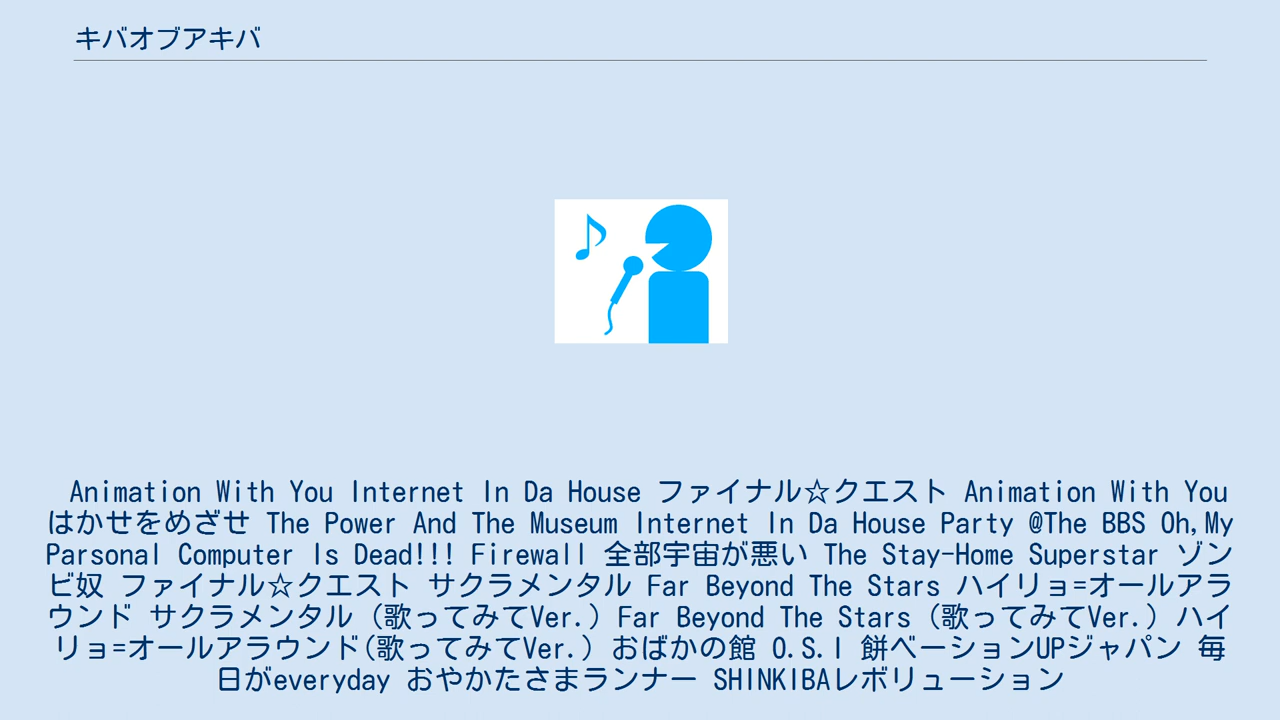 キバオブアキバ
Animation With You Internet In Da House ファイナル☆クエスト Animation With You
はかせをめざせ The Power And The Museum Internet In Da House Party @The BBS Oh,My
Parsonal Computer Is Dead!!! Firewall 全部宇宙が悪い The Stay-Home Superstar ゾン
ビ奴 ファイナル☆クエスト サクラメンタル Far Beyond The Stars ハイリョ=オールアラ
ウンド サクラメンタル (歌ってみてVer.) Far Beyond The Stars (歌ってみてVer.) ハイ
リョ=オールアラウンド(歌ってみてVer.) おばかの館 O.S.I 餅ベーションUPジャパン 毎
日がeveryday おやかたさまランナー SHINKIBAレボリューション